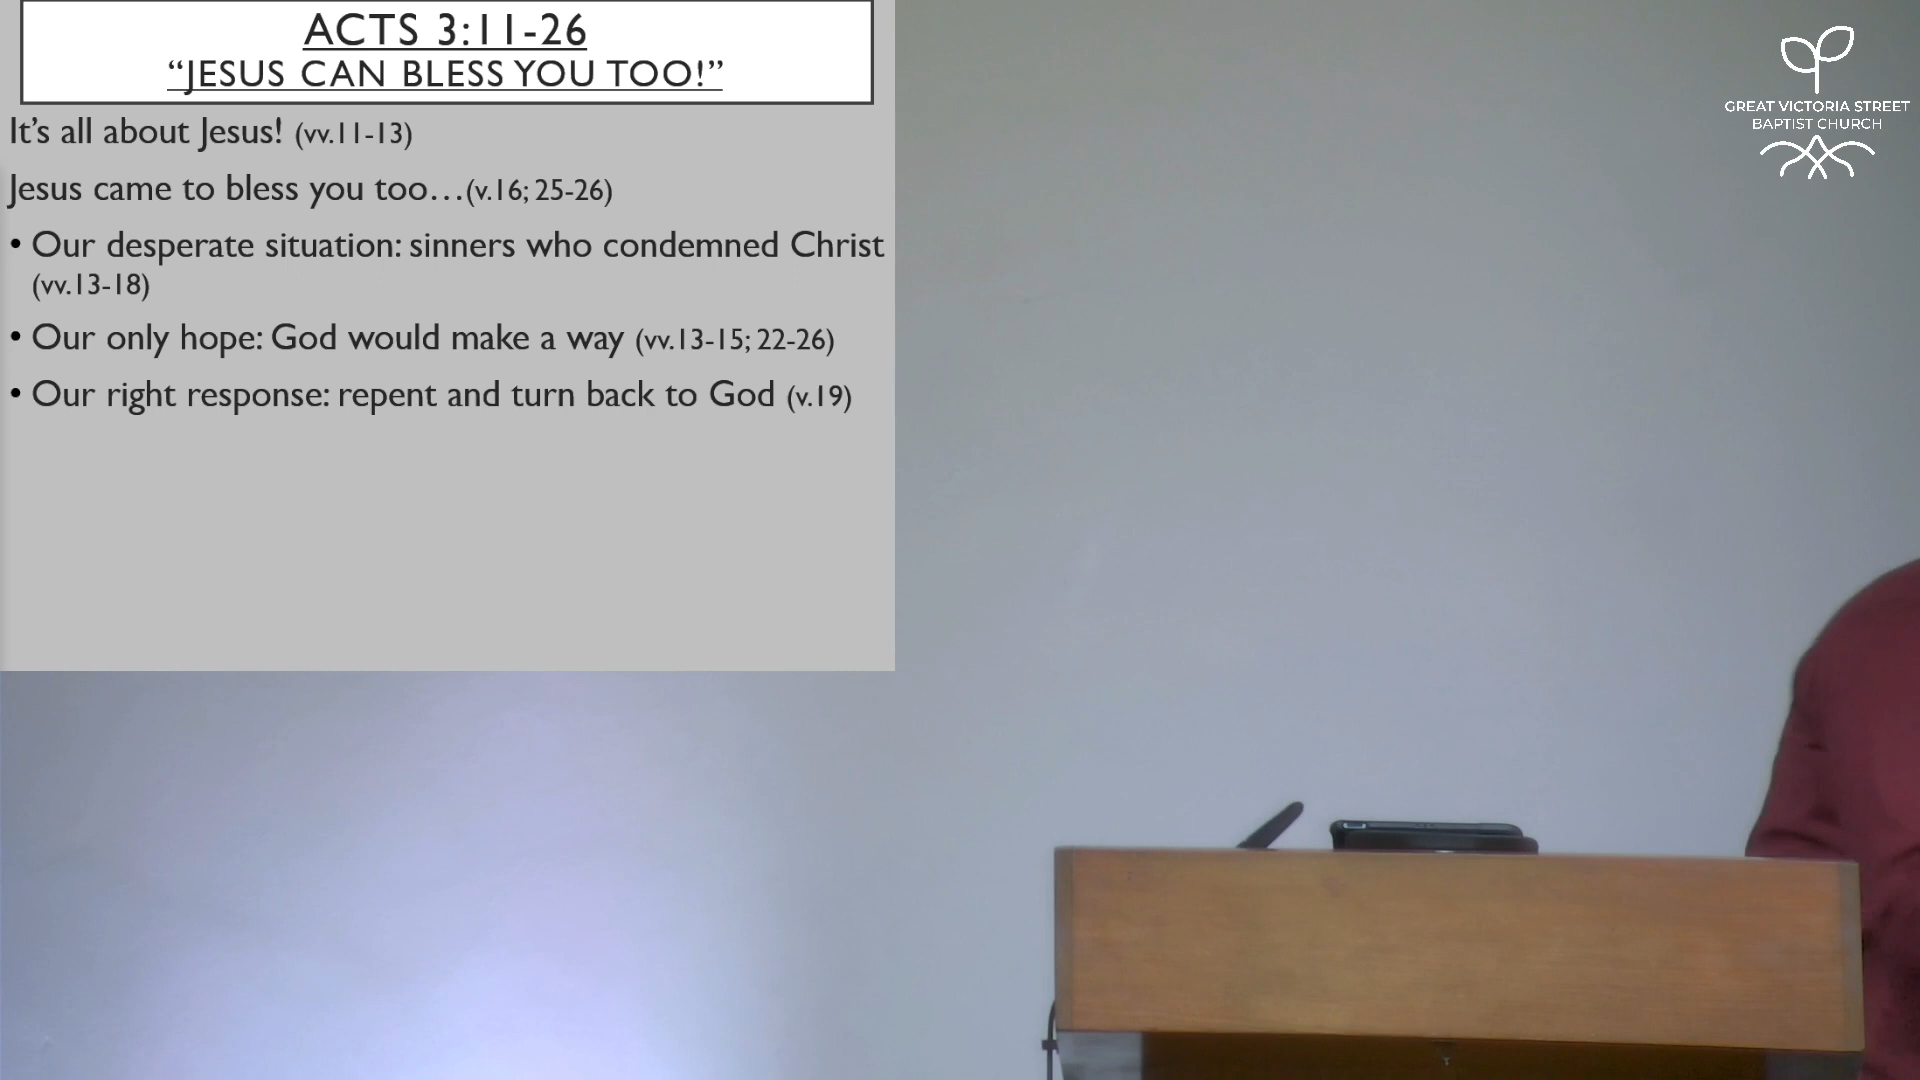 ACTS 3:11-26
“JESUS CAN BLESS YOU TOO!”
It’s all about Jesus! (vv.11-13)
Jesus came to bless you too…(v.16; 25-26)
• Our desperate situation: sinners who condemned Christ
(vv.13-18)
• Our only hope: God would make a way (vv.13-15; 22-26)
• Our right response: repent and turn back to God (v.19)
GREAT VICTORIA STREET
BAPTIST CHURCH